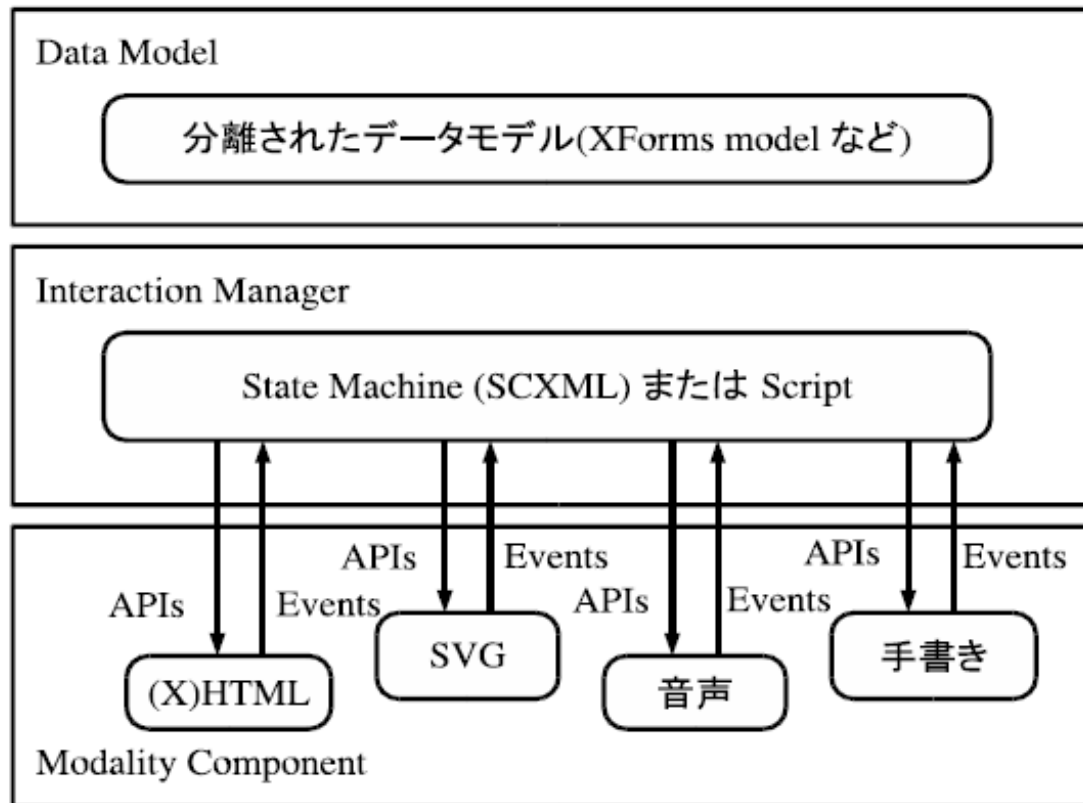 Data Model
分離されたデータモデル(XForms model など)
Interaction Manager
State Machine (SCXML) または Script
APIs
Events
APIs
Events
APIs
Events
APIs
Events
(X)HTML
SVG
音声
手書き
Modality Component